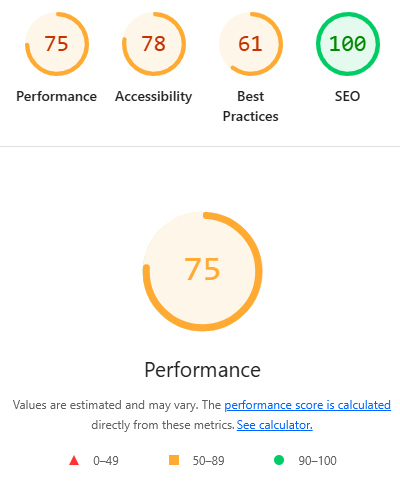 75 78 61 100
Performance Accessibility Best Practices SEO
75
Performance
Values are estimated and may vary. The performance score is calculated
directly from these metrics. See calculator.
0–49 50–89 90–100